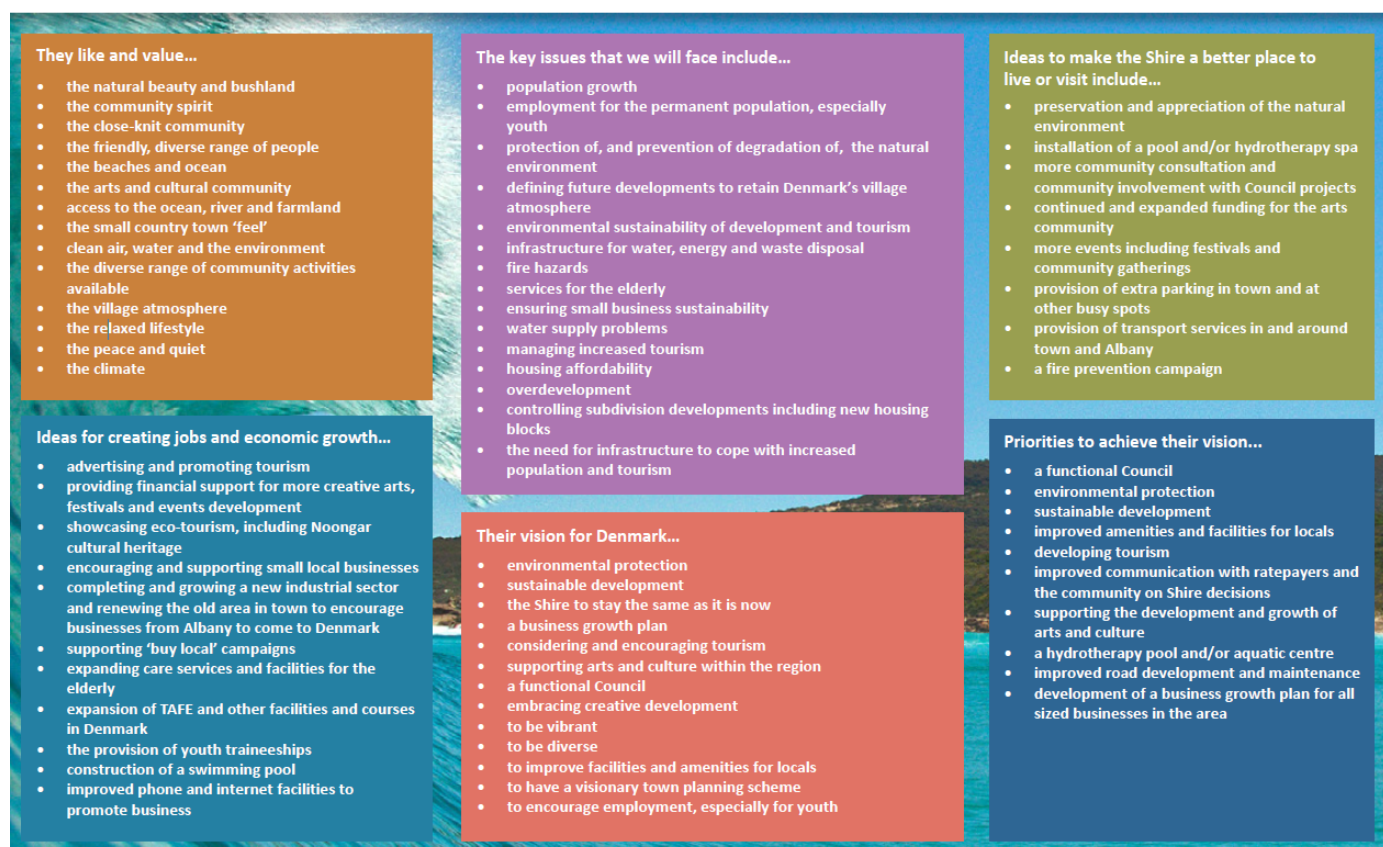 They like and value...
• the natural beauty and bushland
• the community spirit
• the close-knit community
• the friendly, diverse range of people
• the beaches and ocean
• the arts and cultural community
• access to the ocean, river and farmland
• the small country town ‘feel’
• clean air, water and the environment
• the diverse range of community activities
available
• the village atmosphere
• the relaxed lifestyle
• the peace and quiet
• the climate
Ideas for creating jobs and economic growth...
• advertising and promoting tourism
• providing financial support for more creative arts,
festivals and events development
• showcasing eco-tourism, including Noongar
cultural heritage
• encouraging and supporting small local businesses
• completing and growing a new industrial sector
and renewing the old area in town to encourage
businesses from Albany to come to Denmark
• supporting ‘buy local’ campaigns
• expanding care services and facilities for the
elderly
• expansion of TAFE and other facilities and courses
in Denmark
• the provision of youth traineeships
• construction of a swimming pool
• improved phone and internet facilities to
promote business
The key issues that we will face include...
• population growth
• employment for the permanent population, especially
youth
• protection of, and prevention of degradation of, the natural
environment
• defining future developments to retain Denmark’s village
atmosphere
• environmental sustainability of development and tourism
• infrastructure for water, energy and waste disposal
• fire hazards
• services for the elderly
• ensuring small business sustainability
• water supply problems
• managing increased tourism
• housing affordability
• overdevelopment
• controlling subdivision developments including new housing
blocks
• the need for infrastructure to cope with increased
population and tourism
Their vision for Denmark...
• environmental protection
• sustainable development
• the Shire to stay the same as it is now
• a business growth plan
• considering and encouraging tourism
• supporting arts and culture within the region
• a functional Council
• embracing creative development
• to be vibrant
• to be diverse
• to improve facilities and amenities for locals
• to have a visionary town planning scheme
• to encourage employment, especially for youth
Ideas to make the Shire a better place to
live or visit include...
• preservation and appreciation of the natural
environment
• installation of a pool and/or hydrotherapy spa
• more community consultation and
community involvement with Council projects
• continued and expanded funding for the arts
community
• more events including festivals and
community gatherings
• provision of extra parking in town and at
other busy spots
• provision of transport services in and around
town and Albany
• a fire prevention campaign
Priorities to achieve their vision...
• a functional Council
• environmental protection
• sustainable development
• improved amenities and facilities for locals
• developing tourism
• improved communication with ratepayers and
the community on Shire decisions
• supporting the development and growth of
arts and culture
• a hydrotherapy pool and/or aquatic centre
• improved road development and maintenance
• development of a business growth plan for all
sized businesses in the area